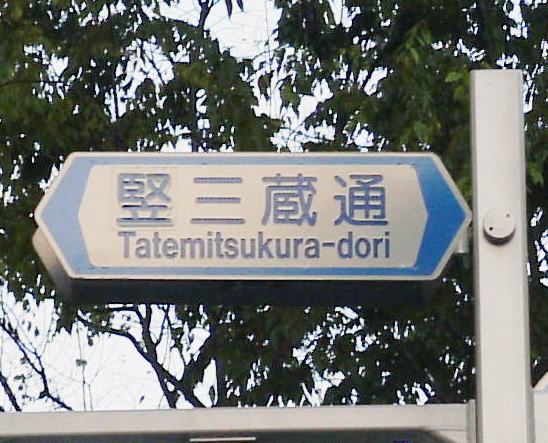 竪三蔵通
Tatemitsukura-dori